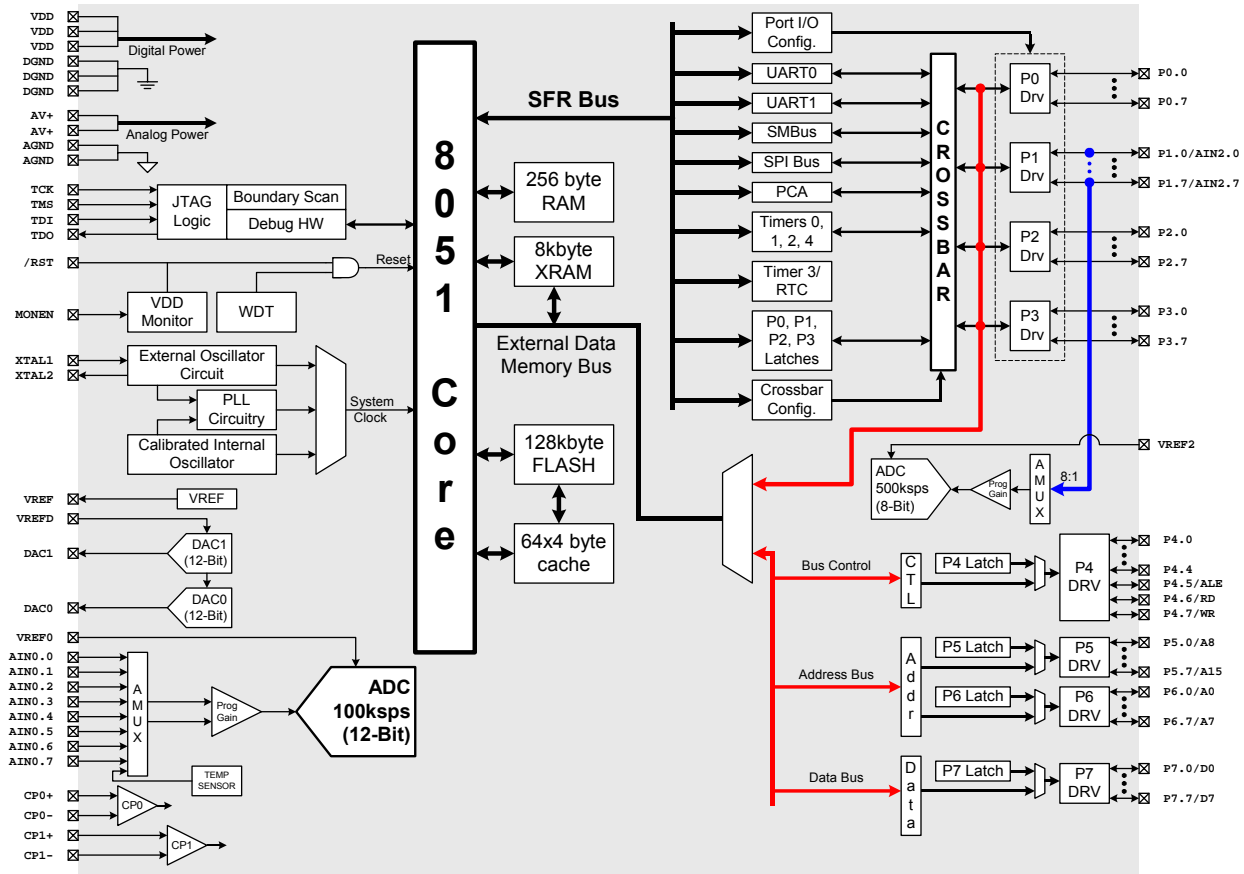 VDD
VDD
VDD
Digital Power
DGND
DGND
DGND
AV+
AV+
Analog Power
AGND
AGND
TCK
TMS
TDI
TDO
JTAG
Logic
Boundary Scan
Debug HW
/RST
Reset
MONEN
VDD
Monitor
WDT
XTAL1
XTAL2
External Oscillator
Circuit
PLL
Circuitry
Calibrated Internal
Oscillator
System
Clock
VREF
VREF
VREFD
DAC1
DAC1
(12-Bit)
DAC0
DAC0
(12-Bit)
VREF0
AIN0.0
AIN0.1
AIN0.2
AIN0.3
AIN0.4
AIN0.5
AIN0.6
AIN0.7
AMUX
Prog
Gain
ADC
100ksps
(12-Bit)
TEMP
SENSOR
CP0+
CP0-
CP0
CP1+
CP1-
CP1
8051 Core
SFR Bus
256 byte
RAM
8kbyte
XRAM
External Data
Memory Bus
128kbyte
FLASH
64x4 byte
cache
Port I/O
Config.
UART0
UART1
SMBus
SPI Bus
PCA
Timers 0,
1, 2, 4
Timer 3/
RTC
P0, P1,
P2, P3
Latches
Crossbar
Config.
CROSSBAR
P0
Drv
P1
Drv
P2
Drv
P3
Drv
P0.0
P0.7
P1.0/AIN2.0
P1.7/AIN2.7
P2.0
P2.7
P3.0
P3.7
VREF2
ADC
500ksps
(8-Bit)
Prog
Gain
AMUX
8:1
Bus Control
CTL
P4 Latch
P4
DRV
P4.0
P4.4
P4.5/ALE
P4.6/RD
P4.7/WR
Address Bus
Addr
P5 Latch
P5
DRV
P5.0/A8
P5.7/A15
P6 Latch
P6
DRV
P6.0/A0
P6.7/A7
Data Bus
Data
P7 Latch
P7
DRV
P7.0/D0
P7.7/D7